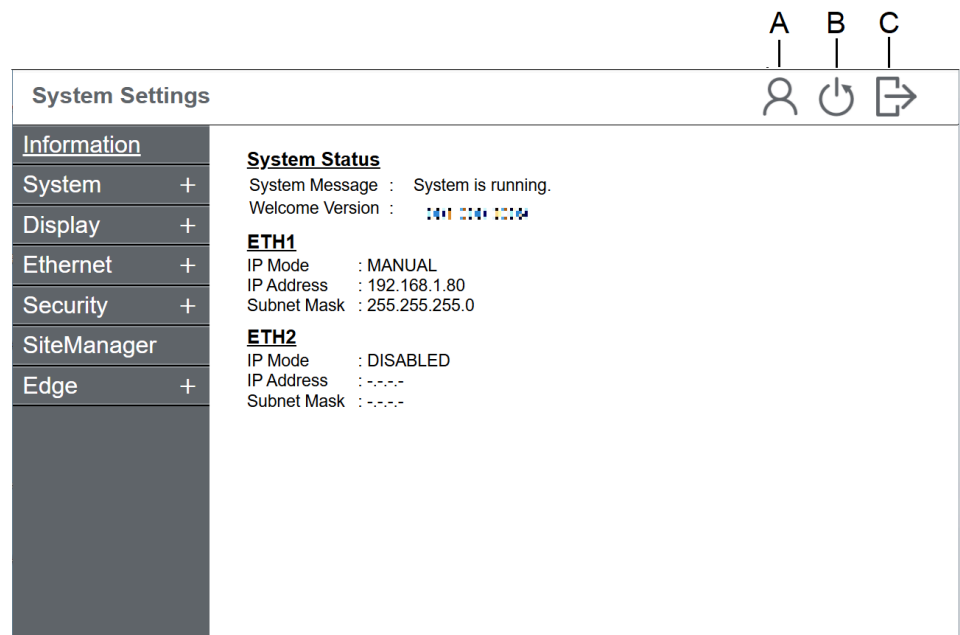 A B C
System Settings
Information
System +
Display +
Ethernet +
Security +
SiteManager
Edge +
System Status
System Message : System is running.
Welcome Version :
ETH1
IP Mode : MANUAL
IP Address : 192.168.1.80
Subnet Mask : 255.255.255.0
ETH2
IP Mode : DISABLED
IP Address : -.-.-.-
Subnet Mask : -.-.-.-